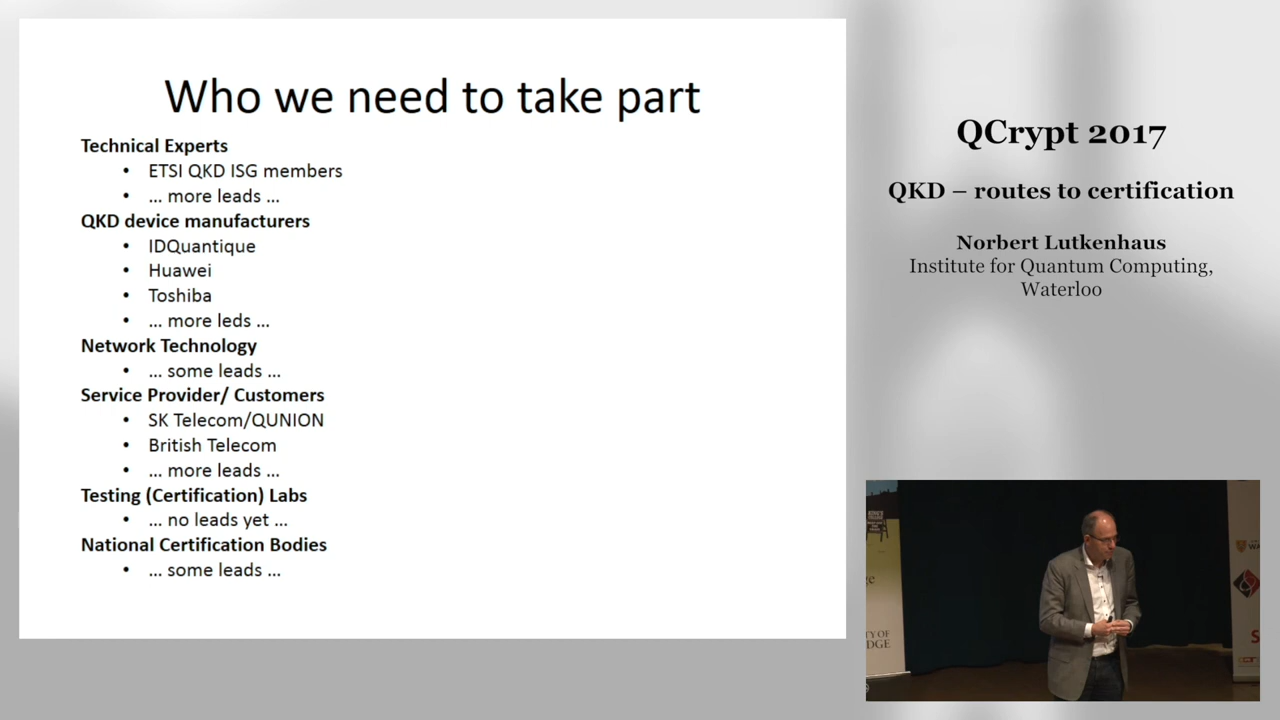 Who we need to take part
Technical Experts
• ETSI QKD ISG members
• ... more leads ...
QKD device manufacturers
• IDQuantique
• Huawei
• Toshiba
• ... more leds ...
Network Technology
• ... some leads ...
Service Provider/ Customers
• SK Telecom/QUNION
• British Telecom
• ... more leads ...
Testing (Certification) Labs
• ... no leads yet ...
National Certification Bodies
• ... some leads ...
QCrypt 2017
QKD – routes to certification
Norbert Lutkenhaus
Institute for Quantum Computing,
Waterloo